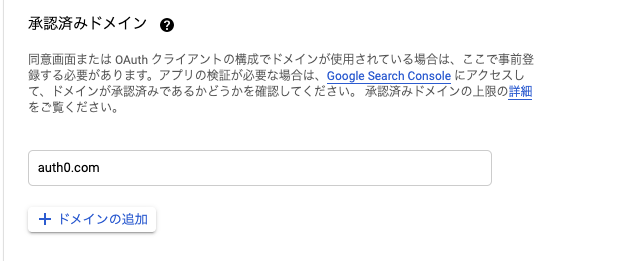 承認済みドメイン ?
同意画面または OAuth クライアントの構成でドメインが使用されている場合は、ここで事前登
録する必要があります。アプリの検証が必要な場合は、Google Search Console にアクセスし
て、ドメインが承認済みであるかどうかを確認してください。 承認済みドメインの上限の詳細
をご覧ください。
auth0.com
+ ドメインの追加